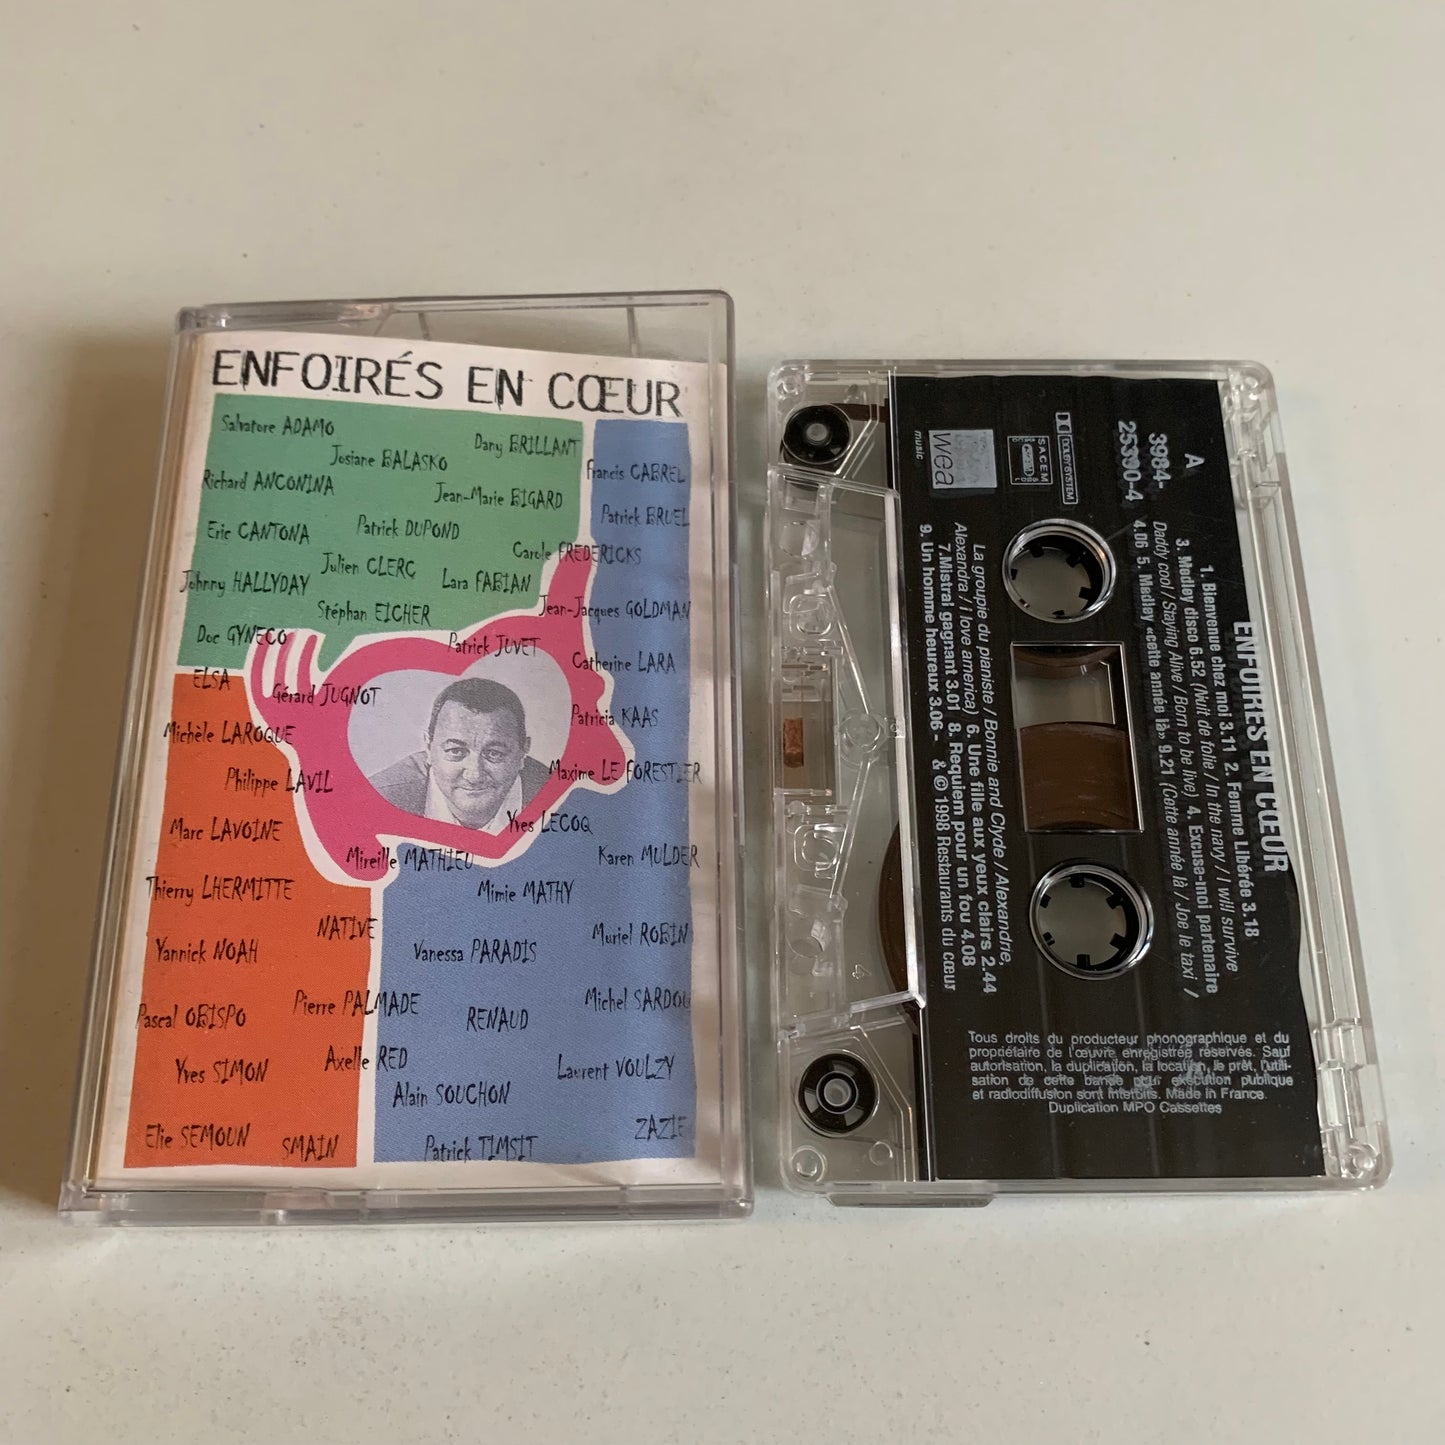 ENFOIRÉS EN CŒUR
Salvatore ADAMO
Dany BRILLANT
Josiane BALASKO
Francis CABREL
Richard ANCONINA
Jean-Marie BIGARD
Patrick BRUEL
Eric CANTONA
Patrick DUPOND
Carole FREDERICKS
Julien CLERC
Johnny HALLYDAY
Lara FABIAN
Stéphan EICHER
Jean-Jacques GOLDMAN
Doc GYNECO
Patrick JUVET
Catherine LARA
ELSA
Gérard JUGNOT
Patricia KAAS
Michèle LAROQUE
Philippe LAVIL
Maxime LE FORESTIER
Marc LAVOINE
Yves LECOQ
Mireille MATHIEU
Karen MULDER
Thierry LHERMITTE
Mimie MATHY
NATIVE
Yannick NOAH
Vanessa PARADIS
Muriel ROBIN
Pascal OBISPO
Pierre PALMADE
RENAUD
Michel SARDOU
Yves SIMON
Axelle RED
Laurent VOULZY
Alain SOUCHON
Elie SEMOUN
SMAIN
Patrick TIMSIT
ZAZIE
ENFOIRES EN CŒUR
A
3984-
25390-4
1. Bienvenue chez moi 3.11 2. Femme Libérée 3.18
3. Medley disco 6.52 (Nuit de folie / In the navy / I will survive
Daddy cool / Staying Alive / Born to be live) 4. Excuse-moi partenaire
4.06 5. Medley «cette année là» 9.21 (Cette année là / Joe le taxi /
La groupie du pianiste / Bonnie and Clyde / Alexandrie,
Alexandra / I love america) 6. Une fille aux yeux clairs 2.44
7. Mistral gagnant 3.01 8. Requiem pour un fou 4.08
9. Un homme heureux 3.06 - & © 1998 Restaurants du cœur
DOLBY SYSTEM
SACEM
wea
music
Tous droits du producteur phonographique et du
propriétaire de l'œuvre enregistrée réservés. Sauf
autorisation, la duplication, la location, le prêt, l'utili-
sation de cette bande pour exécution publique
et radiodiffusion sont interdits. Made in France.
Duplication MPO Cassettes